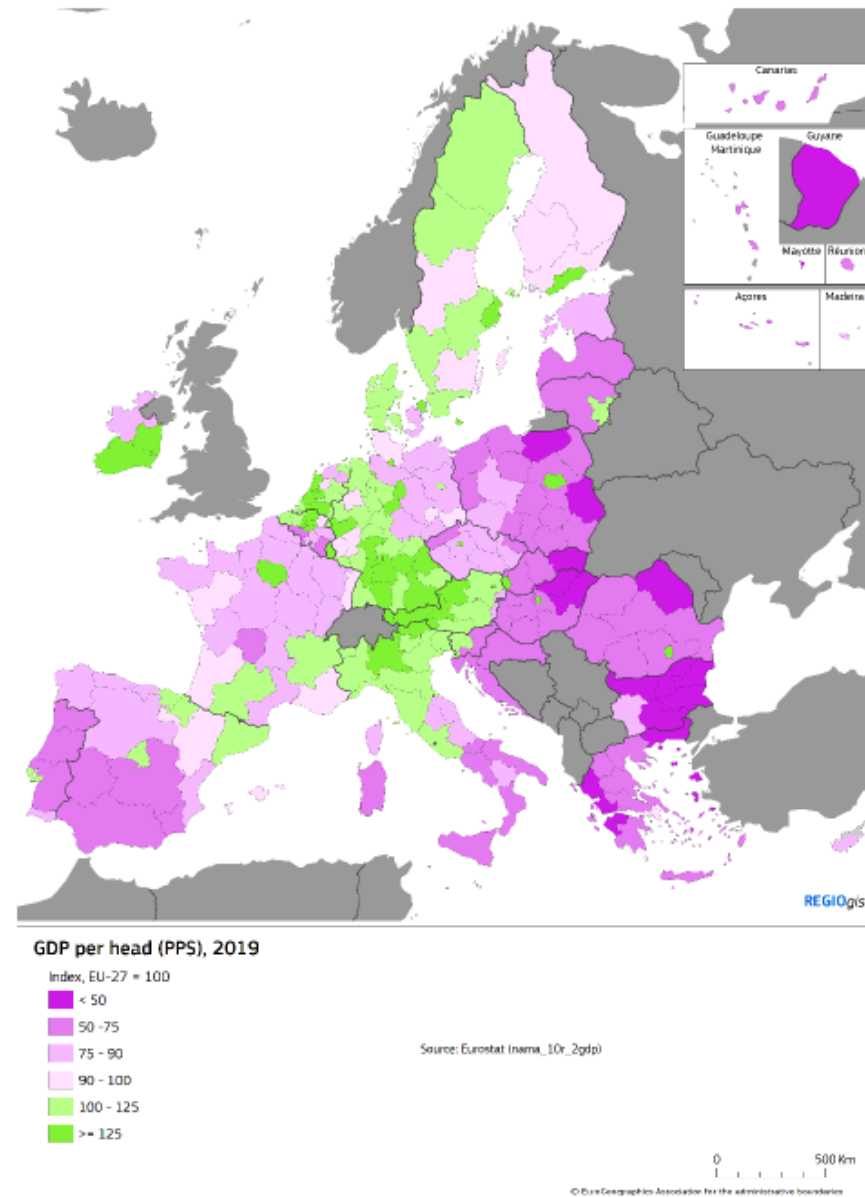 Canarias
Guadeloupe
Martinique
Guyane
Mayotte
Réunion
Açores
Madeira
REGIOgis
GDP per head (PPS), 2019
Index, EU-27 = 100
< 50
50 -75
75 - 90
90 - 100
100 - 125
>= 125
Source: Eurostat (nama_10r_2gdp)
0 500 Km
© EuroGeographics Association for the administrative boundaries